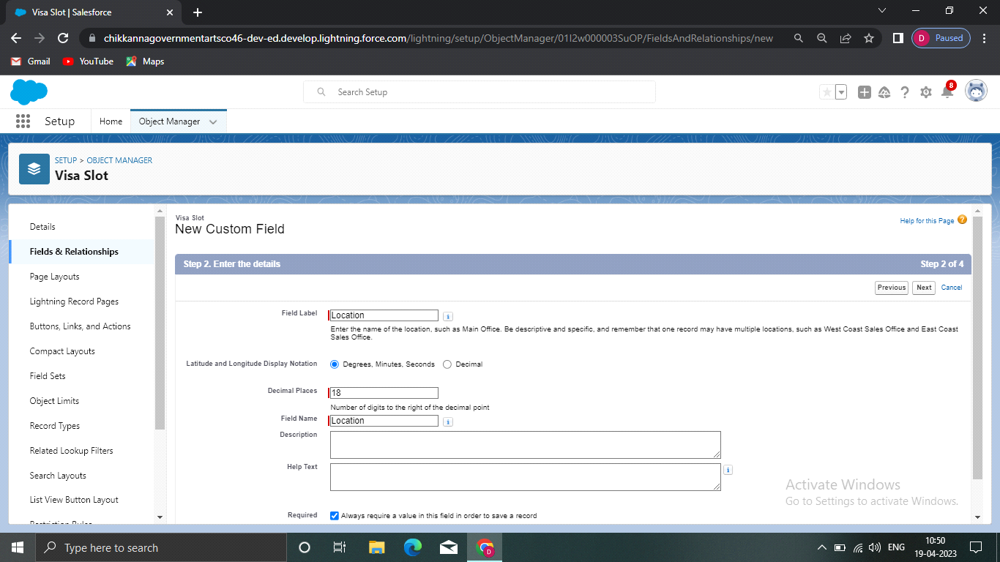 Visa Slot | Salesforce
chikkannagovernmentartsco46-dev-ed.develop.lightning.force.com/lightning/setup/ObjectManager/01I2w000003SuOP/FieldsAndRelationships/new
D Paused
Gmail YouTube Maps
Search Setup
8
Setup Home Object Manager
SETUP > OBJECT MANAGER
Visa Slot
Details
Fields & Relationships
Page Layouts
Lightning Record Pages
Buttons, Links, and Actions
Compact Layouts
Field Sets
Object Limits
Record Types
Related Lookup Filters
Search Layouts
List View Button Layout
Restriction Rules
Visa Slot
New Custom Field
Help for this Page
Step 2. Enter the details Step 2 of 4
Previous Next Cancel
Field Label Location
Enter the name of the location, such as Main Office. Be descriptive and specific, and remember that one record may have multiple locations, such as West Coast Sales Office and East Coast
Sales Office.
Latitude and Longitude Display Notation Degrees, Minutes, Seconds Decimal
Decimal Places 18
Number of digits to the right of the decimal point
Field Name Location
Description
Help Text
Required Always require a value in this field in order to save a record
Activate Windows
Go to Settings to activate Windows.
Type here to search
D
ENG
10:50
19-04-2023